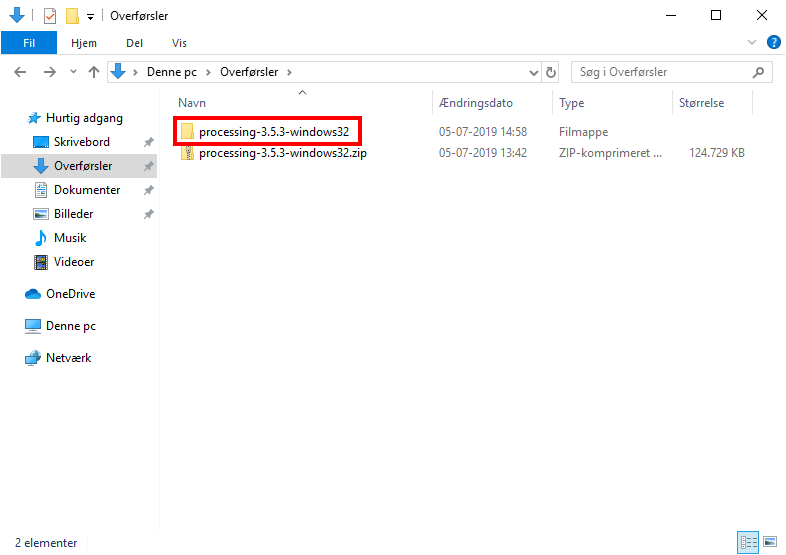 Overførsler
Fil Hjem Del Vis
Denne pc Overførsler Søg i Overførsler
Navn Ændringsdato Type Størrelse
Hurtig adgang
Skrivebord
Overførsler
Dokumenter
Billeder
Musik
Videoer
OneDrive
Denne pc
Netværk
processing-3.5.3-windows32 05-07-2019 14:58 Filmappe
processing-3.5.3-windows32.zip 05-07-2019 13:42 ZIP-komprimeret ... 124.729 KB
2 elementer